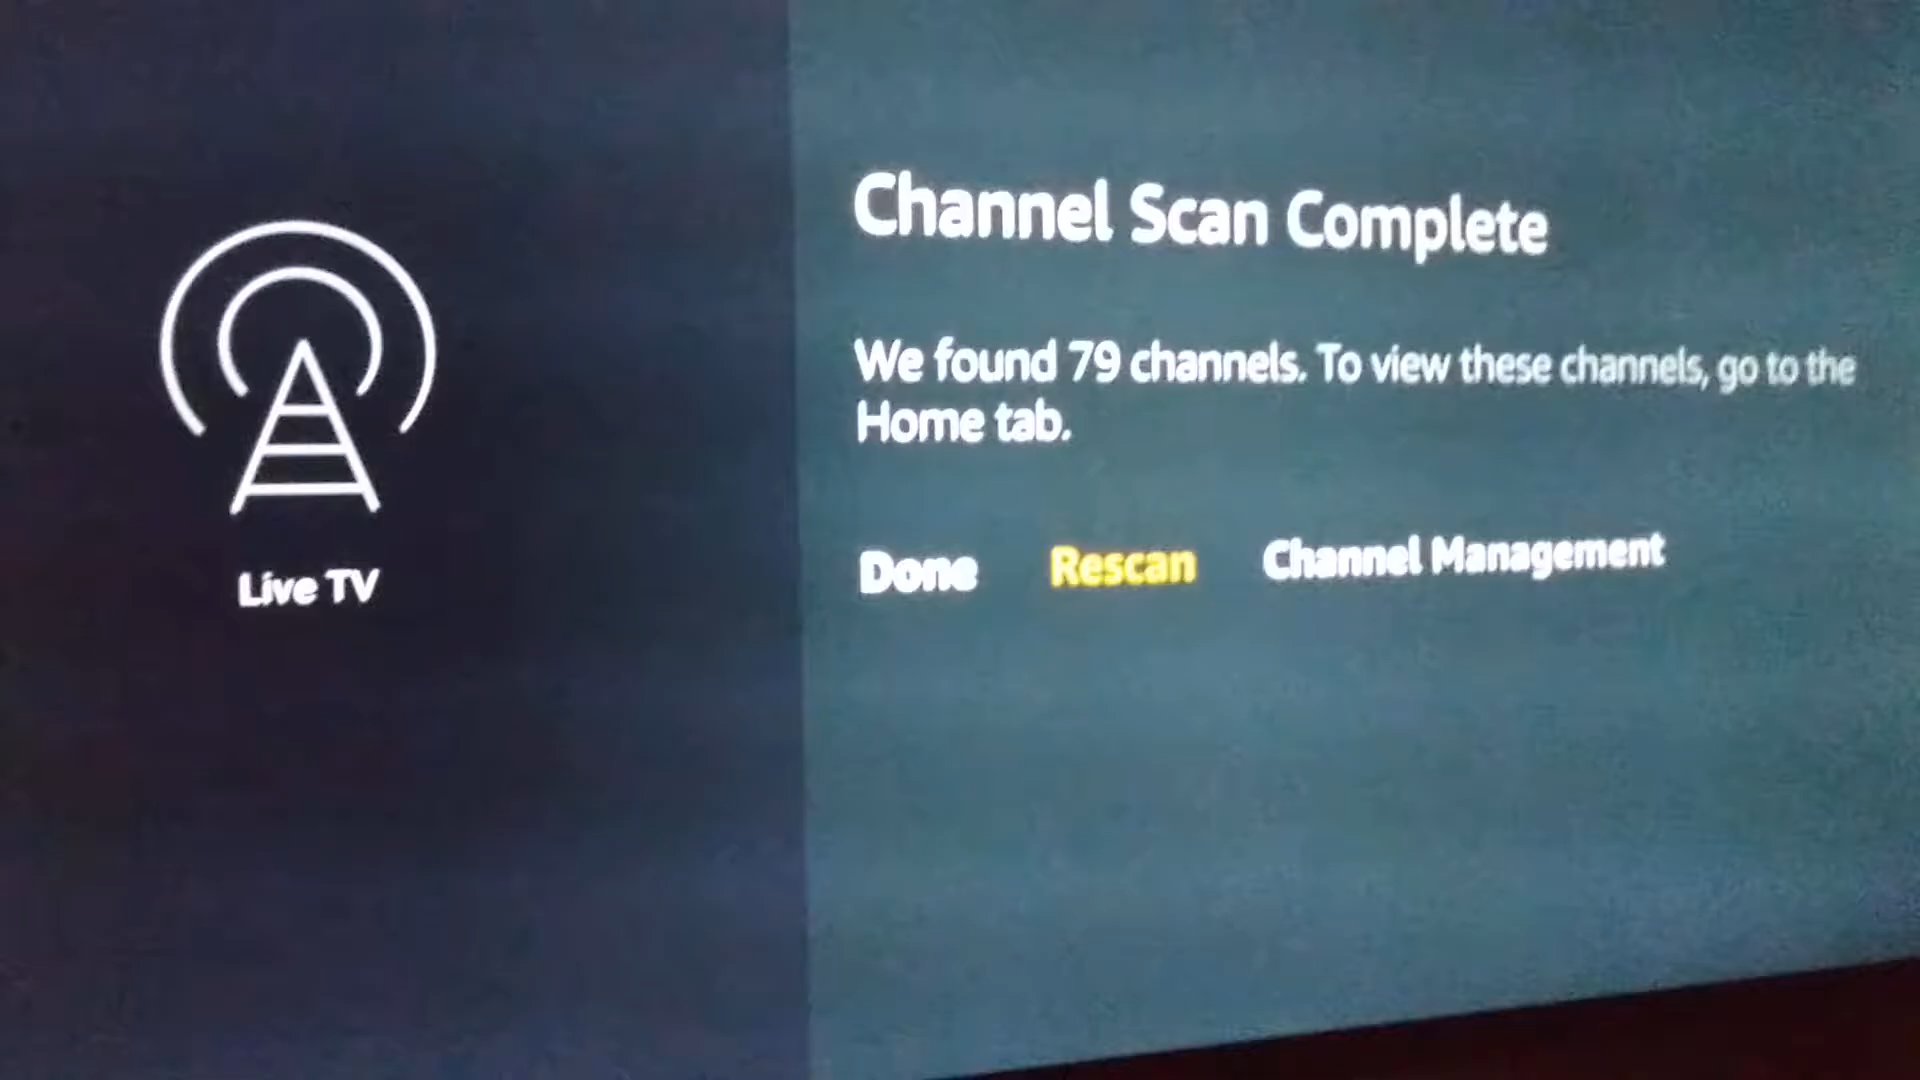 Channel Scan Complete
We found 79 channels. To view these channels, go to the
Home tab.
Done Rescan Channel Management
Live TV